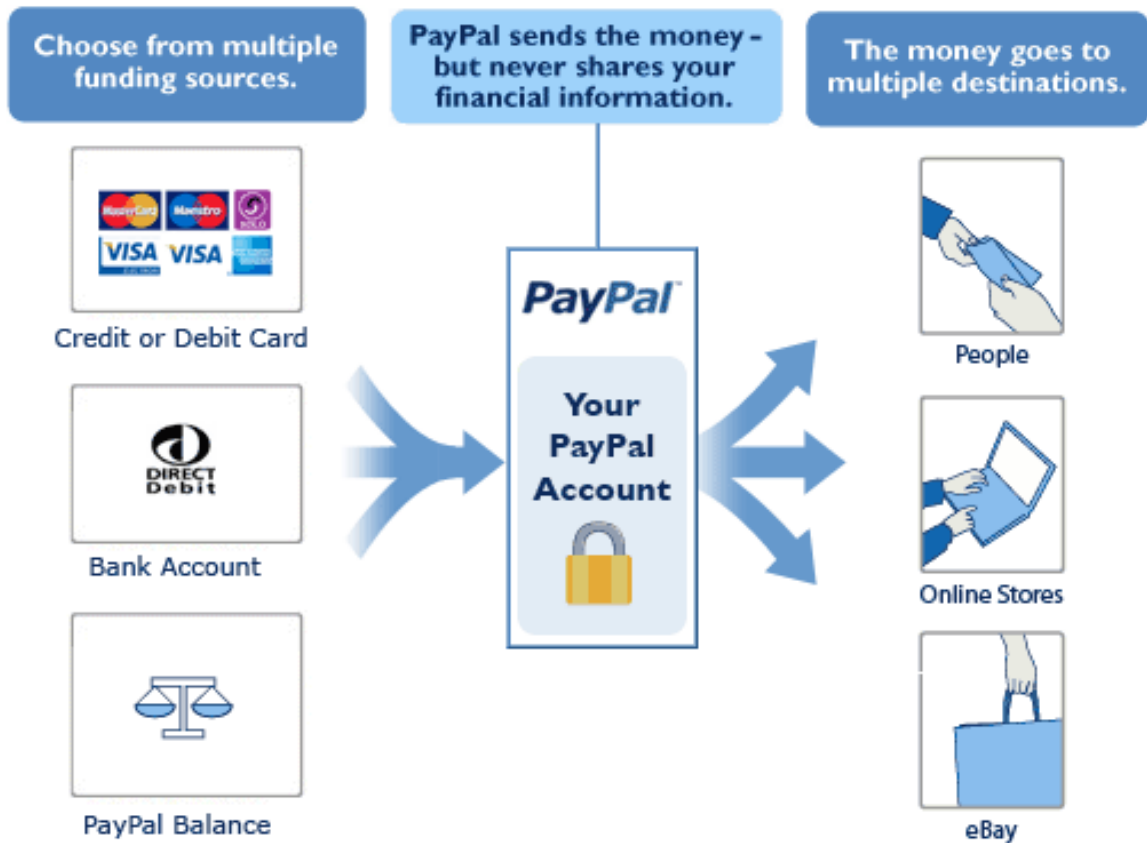 Choose from multiple
funding sources.
PayPal sends the money -
but never shares your
financial information.
The money goes to
multiple destinations.
MasterCard
Maestro
SOLO
VISA
ELECTRON
VISA
Credit or Debit Card
DIRECT
Debit
Bank Account
PayPal Balance
PayPal™
Your
PayPal
Account
People
Online Stores
eBay